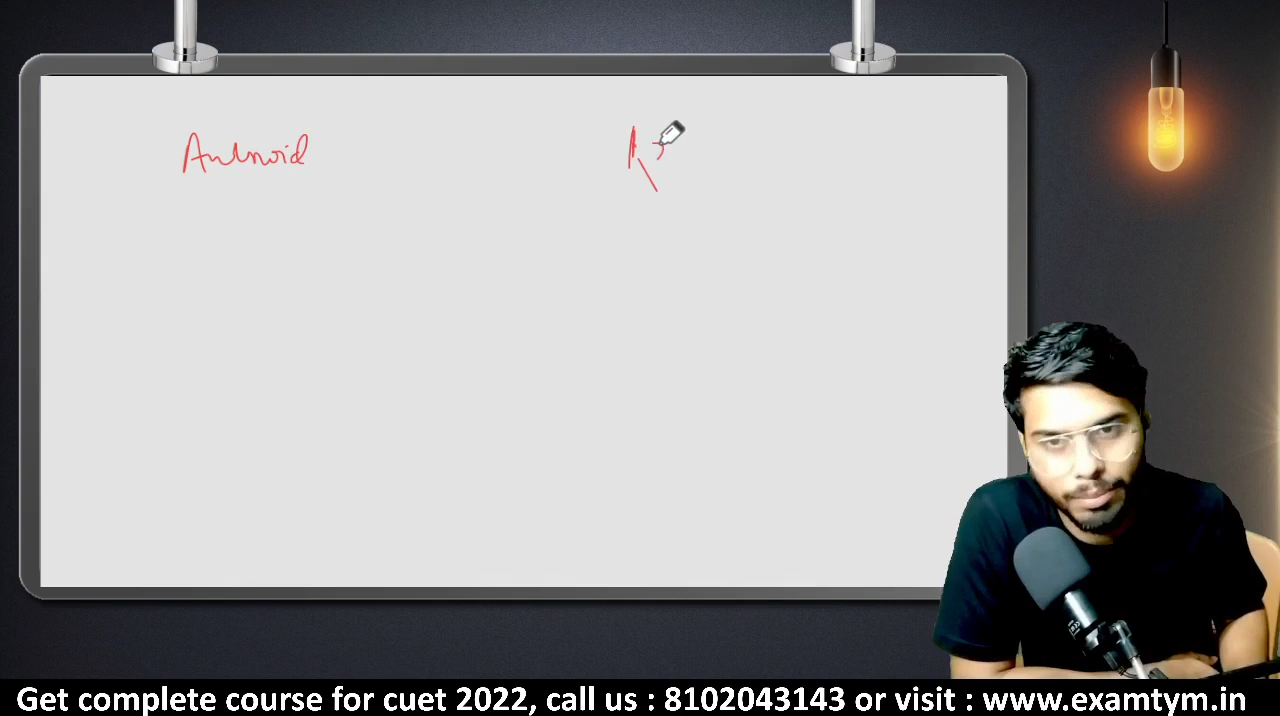 Android
Get complete course for cuet 2022, call us : 8102043143 or visit : www.examtym.in